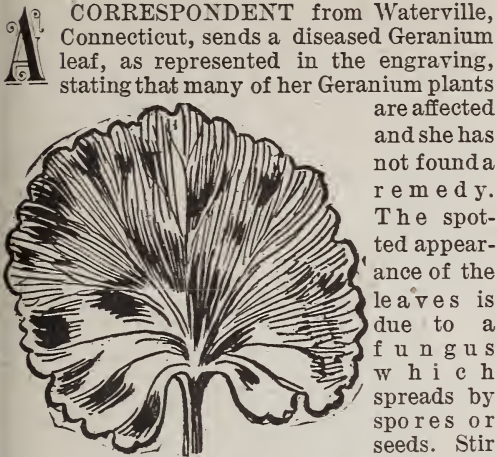 A CORRESPONDENT from Waterville,
Connecticut, sends a diseased Geranium
leaf, as represented in the engraving,
stating that many of her Geranium plants
are affected
and she has
not found a
remedy.
The spot-
ted appear-
ance of the
leaves is
due to a
fungus
which
spreads by
spores or
seeds. Stir